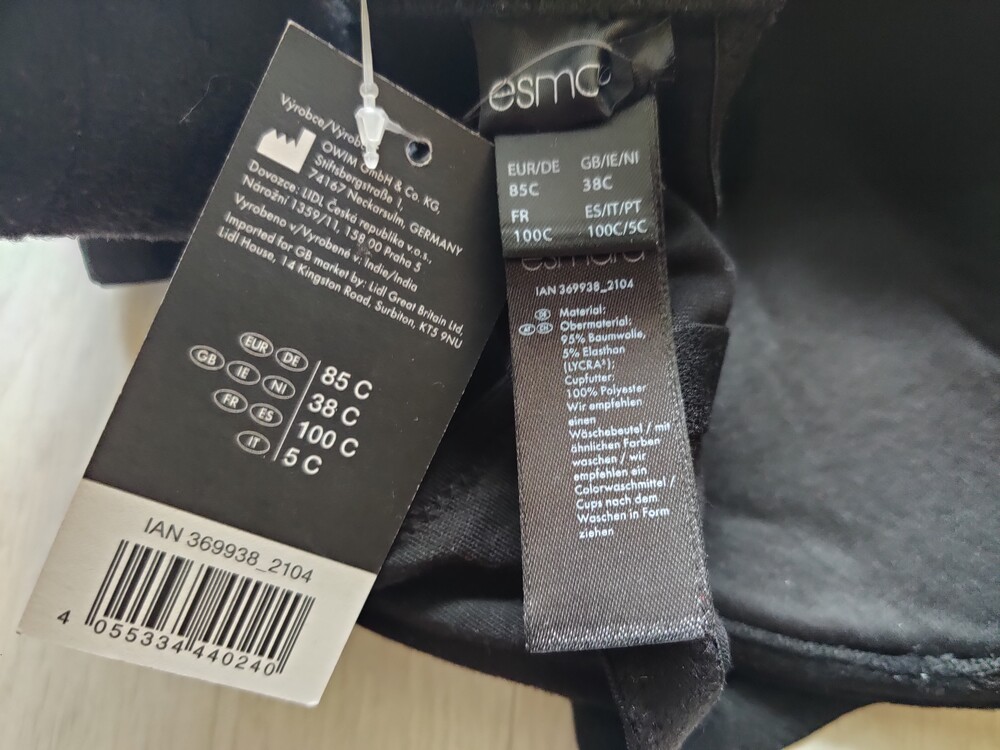 Výrobce/Výrob
OWIM GmbH & Co. KG,
Stiftsbergstraße 1,
74167 Neckarsulm, GERMANY
Dovozce: LIDL Česká republika v.o.s.,
Nárožní 1359/11, 158 00 Praha 5
Vyrobeno v/Vyrobené v: Indie/India
Imported for GB market by: Lidl Great Britain Ltd,
Lidl House, 14 Kingston Road, Surbiton, KT5 9NU
EUR DE 85 C
GB IE NI 38 C
FR ES 100 C
IT 5 C
IAN 369938_2104
4 055334 440240
esma
EUR/DE GB/IE/NI
85C 38C
FR ES/IT/PT
100C 100C/5C
esmara
IAN 369938_2104
DE Material:
AT CH Obermaterial:
95% Baumwolle,
5% Elasthan
(LYCRA®);
Cupfutter:
100% Polyester
Wir empfehlen
einen
Wäschebeutel / mit
ähnlichen Farben
waschen / wir
empfehlen ein
Colorwaschmittel /
Cups nach dem
Waschen in Form
ziehen